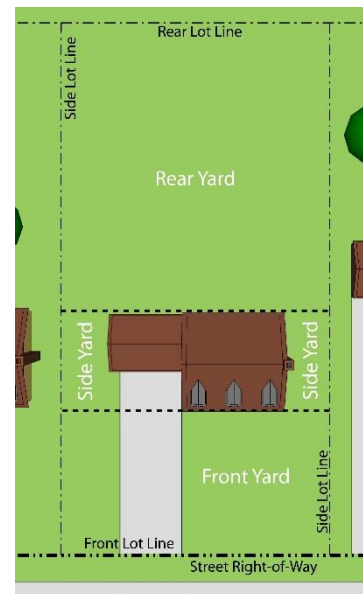 Rear Lot Line
Side Lot Line
Rear Yard
Side Yard
Side Yard
Front Yard
Side Lot Line
Front Lot Line
Street Right-of-Way